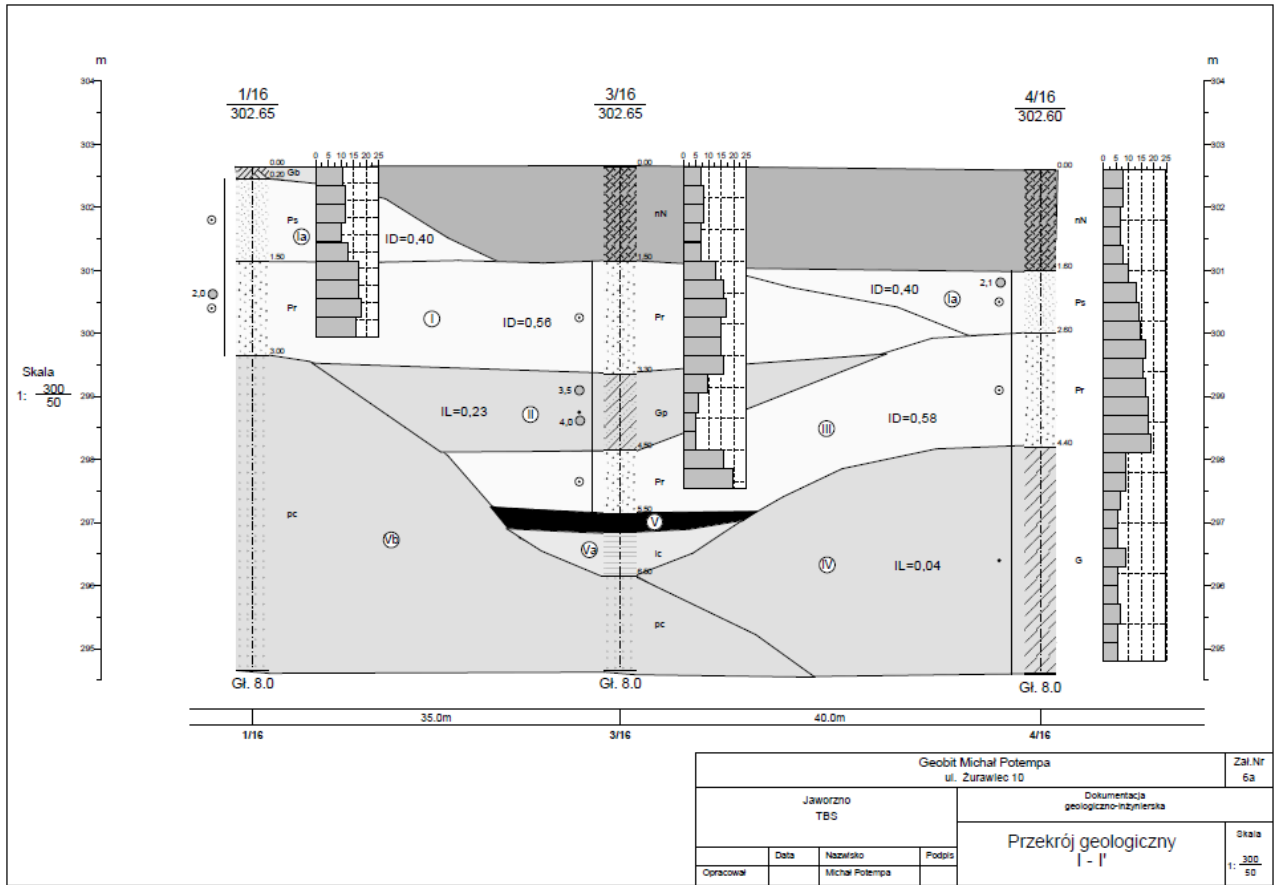 m
m
304
303
302
301
300
299
298
297
296
295
304
303
302
301
300
299
298
297
296
295
Skala
1: 300
50
1/16
302.65
3/16
302.65
4/16
302.60
0 5 10 15 20 25
0 5 10 15 20 25
0 5 10 15 20 25
0.00
Gb
0.20
Ps
Ia
ID=0,40
1.50
2,0
Pr
I
ID=0,56
3.00
IL=0,23
II
3,5
4,0
pc
Vb
0.00
nN
1.50
Pr
3.30
Gp
4.50
Pr
5.50
V
Va
Ic
6.50
pc
0.00
nN
1.60
ID=0,40
Ia
2,1
Ps
2.60
Pr
ID=0,58
III
4.40
IV
IL=0,04
G
Gł. 8.0
Gł. 8.0
Gł. 8.0
35.0m
40.0m
1/16
3/16
4/16
Geobit Michał Potempa
ul. Żurawiec 10
Zał.Nr
6a
Jaworzno
TBS
Dokumentacja
geologiczno-inżynierska
Przekrój geologiczny
I - I'
Skala
1: 300
50
Data
Nazwisko
Podpis
Opracował
Michał Potempa